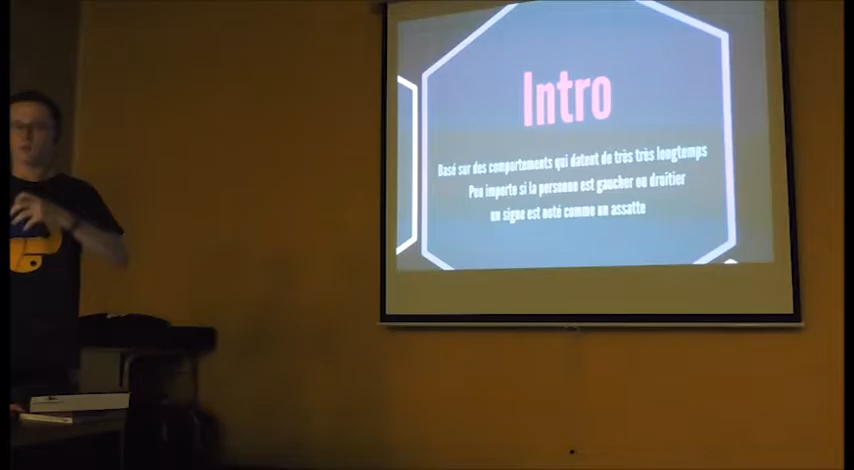 Intro
Basé sur des comportements qui datent de très très longtemps
Peu importe si la personne est gaucher ou droitier
un signe est noté comme un assatte